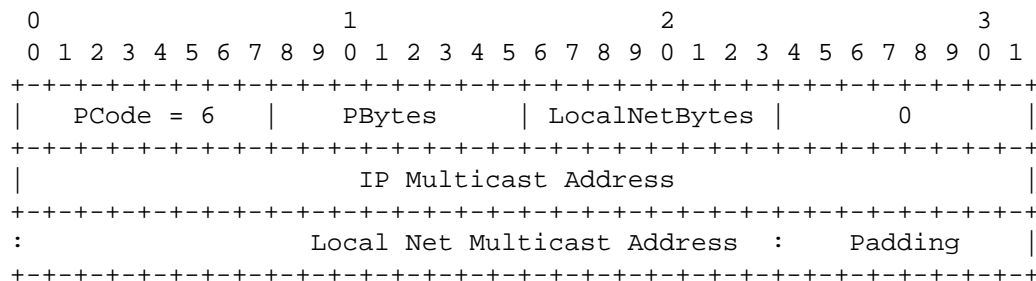 0                   1                   2                   3
 0 1 2 3 4 5 6 7 8 9 0 1 2 3 4 5 6 7 8 9 0 1 2 3 4 5 6 7 8 9 0 1
+-+-+-+-+-+-+-+-+-+-+-+-+-+-+-+-+-+-+-+-+-+-+-+-+-+-+-+-+-+-+-+-+
|   PCode = 6   |    PBytes     | LocalNetBytes |       0       |
+-+-+-+-+-+-+-+-+-+-+-+-+-+-+-+-+-+-+-+-+-+-+-+-+-+-+-+-+-+-+-+-+
|                     IP Multicast Address                      |
+-+-+-+-+-+-+-+-+-+-+-+-+-+-+-+-+-+-+-+-+-+-+-+-+-+-+-+-+-+-+-+-+
:                  Local Net Multicast Address  :    Padding    |
+-+-+-+-+-+-+-+-+-+-+-+-+-+-+-+-+-+-+-+-+-+-+-+-+-+-+-+-+-+-+-+-+